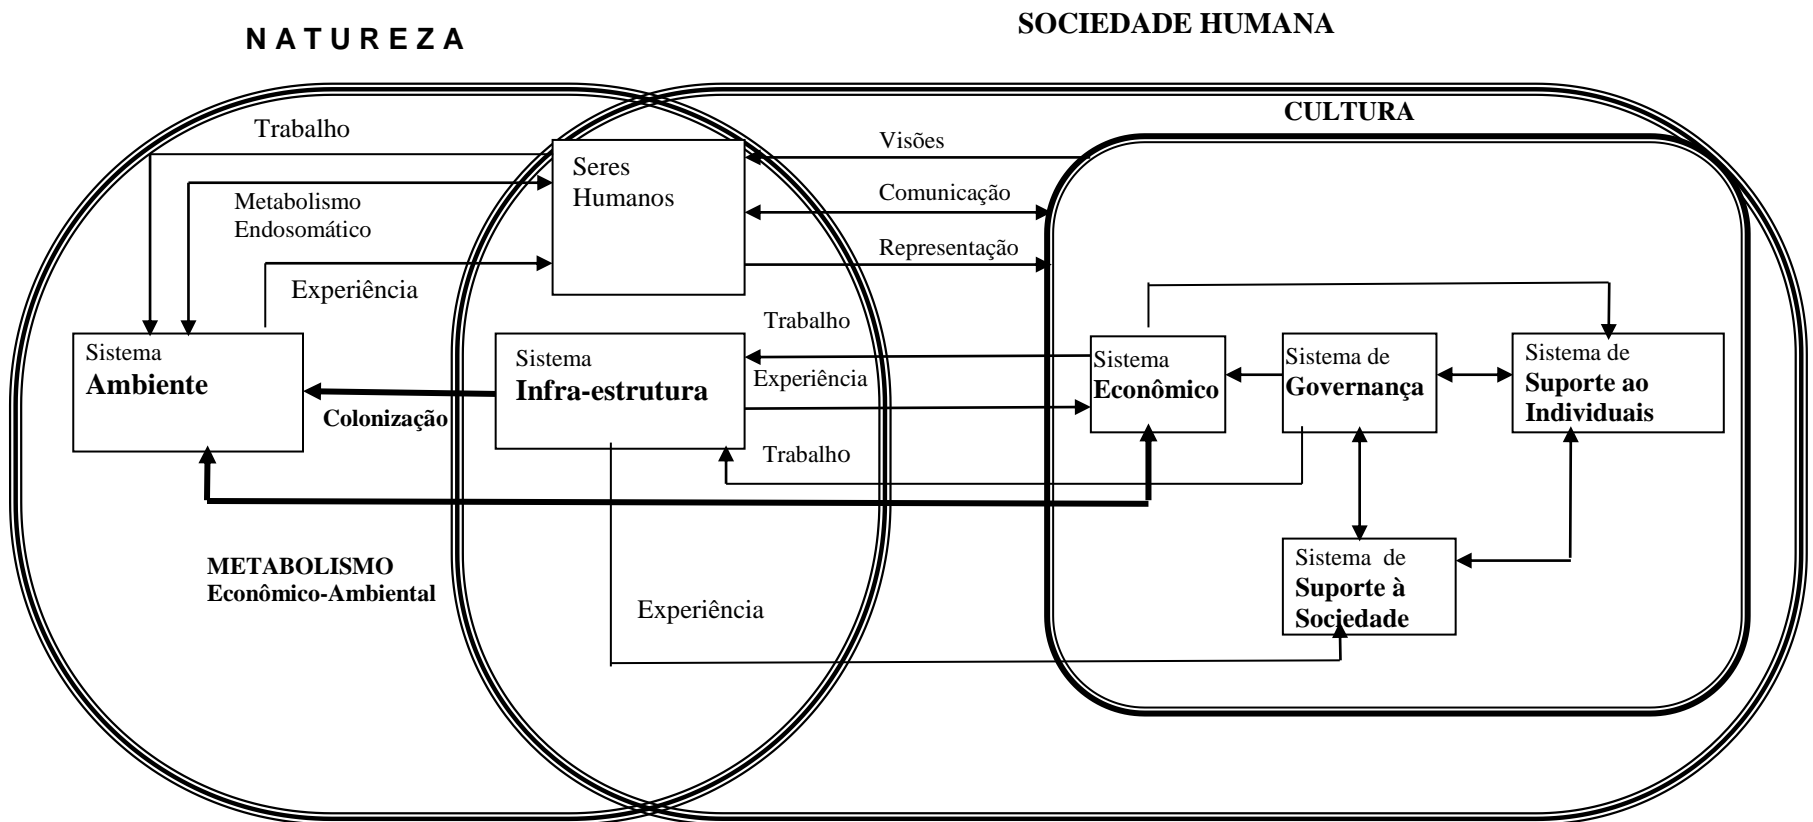 SOCIEDADE HUMANA
N A T U R E Z A
CULTURA
Trabalho
Seres
Humanos
Visões
Comunicação
Representação
Metabolismo
Endosomático
Experiência
Sistema
Ambiente
Colonização
Sistema
Infra-estrutura
Trabalho
Experiência
Trabalho
Sistema
Econômico
Sistema de
Governança
Sistema de
Suporte ao
Individuais
Sistema de
Suporte à
Sociedade
METABOLISMO
Econômico-Ambiental
Experiência